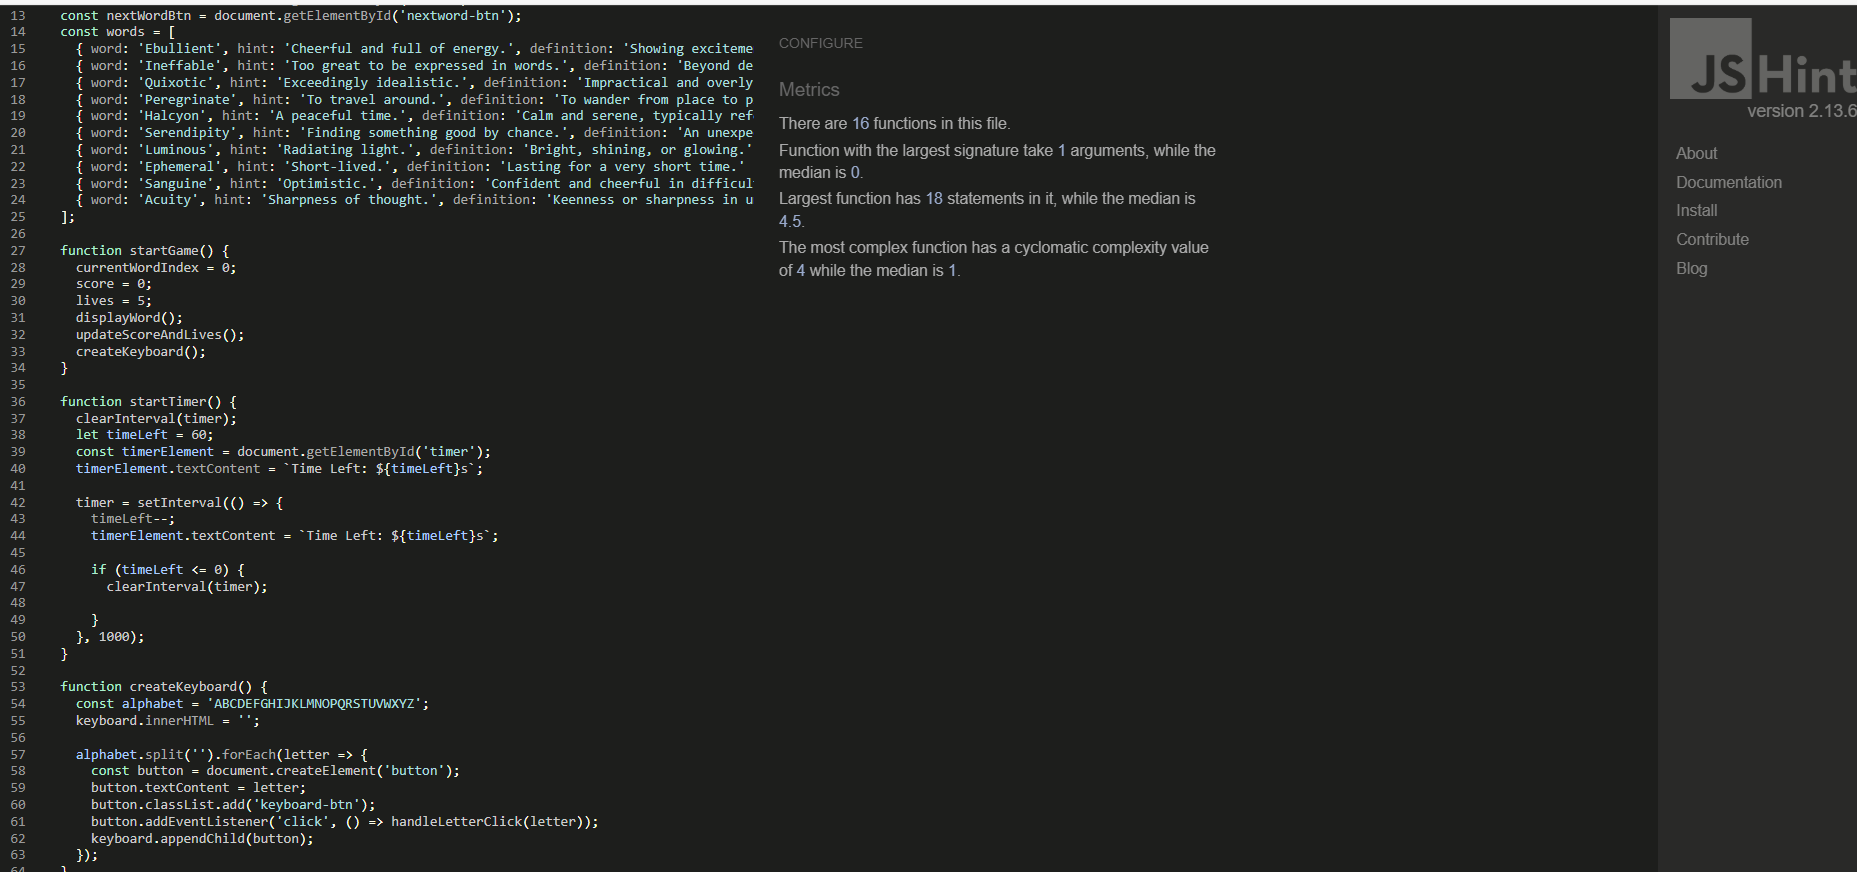 13 const nextWordBtn = document.getElementById('nextword-btn');
14 const words = [
15 { word: 'Ebullient', hint: 'Cheerful and full of energy.', definition: 'Showing exciteme
16 { word: 'Ineffable', hint: 'Too great to be expressed in words.', definition: 'Beyond de
17 { word: 'Quixotic', hint: 'Exceedingly idealistic.', definition: 'Impractical and overly
18 { word: 'Peregrinate', hint: 'To travel around.', definition: 'To wander from place to p
19 { word: 'Halcyon', hint: 'A peaceful time.', definition: 'Calm and serene, typically ref
20 { word: 'Serendipity', hint: 'Finding something good by chance.', definition: 'An unexpe
21 { word: 'Luminous', hint: 'Radiating light.', definition: 'Bright, shining, or glowing.'
22 { word: 'Ephemeral', hint: 'Short-lived.', definition: 'Lasting for a very short time.'
23 { word: 'Sanguine', hint: 'Optimistic.', definition: 'Confident and cheerful in difficul
24 { word: 'Acuity', hint: 'Sharpness of thought.', definition: 'Keenness or sharpness in u
25 ];
26
27 function startGame() {
28 currentWordIndex = 0;
29 score = 0;
30 lives = 5;
31 displayWord();
32 updateScoreAndLives();
33 createKeyboard();
34 }
35
36 function startTimer() {
37 clearInterval(timer);
38 let timeLeft = 60;
39 const timerElement = document.getElementById('timer');
40 timerElement.textContent = `Time Left: ${timeLeft}s`;
41
42 timer = setInterval(() => {
43 timeLeft--;
44 timerElement.textContent = `Time Left: ${timeLeft}s`;
45
46 if (timeLeft <= 0) {
47 clearInterval(timer);
48
49 }
50 }, 1000);
51 }
52
53 function createKeyboard() {
54 const alphabet = 'ABCDEFGHIJKLMNOPQRSTUVWXYZ';
55 keyboard.innerHTML = '';
56
57 alphabet.split('').forEach(letter => {
58 const button = document.createElement('button');
59 button.textContent = letter;
60 button.classList.add('keyboard-btn');
61 button.addEventListener('click', () => handleLetterClick(letter));
62 keyboard.appendChild(button);
63 });
64 }
CONFIGURE
Metrics
There are 16 functions in this file.
Function with the largest signature take 1 arguments, while the
median is 0.
Largest function has 18 statements in it, while the median is
4.5.
The most complex function has a cyclomatic complexity value
of 4 while the median is 1.
JSHint
version 2.13.6
About
Documentation
Install
Contribute
Blog